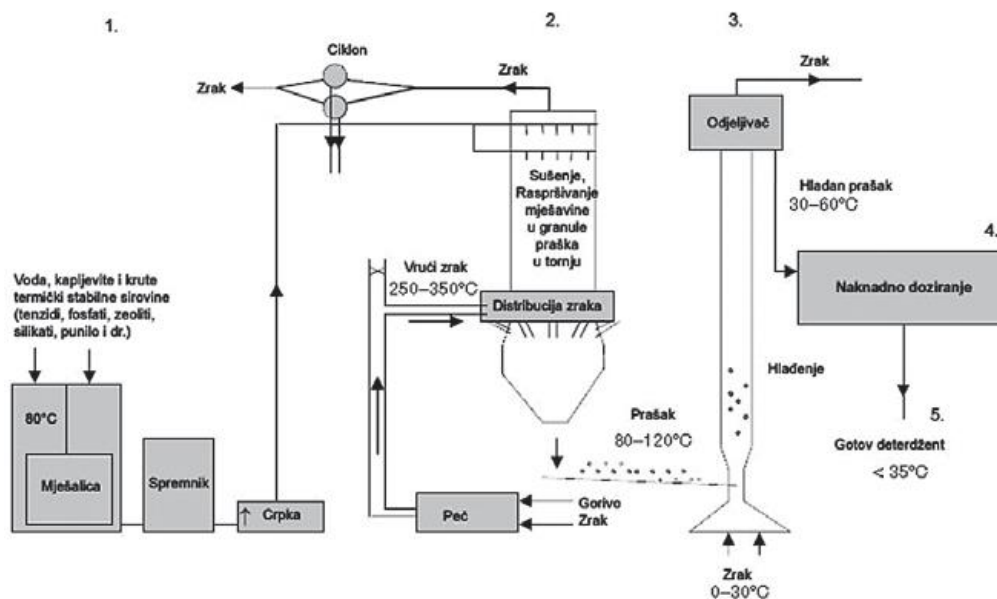 1.
2.
3.
Ciklon
Zrak
Zrak
Zrak
Odjeljivač
Sušenje,
Raspršivanje
mješavine
u granule
praška
u tornju
Hladan prašak
30–60°C
4.
Naknadno doziranje
Vrući zrak
250–350°C
Distribucija zraka
Voda, kapljevite i krute
termički stabilne sirovine
(tenzidi, fosfati, zeoliti,
silikati, punilo i dr.)
Hlađenje
80°C
Mješalica
Spremnik
Crpka
Prašak
80–120°C
5.
Gotov deterdžent
< 35°C
Peč
Gorivo
Zrak
Zrak
0–30°C